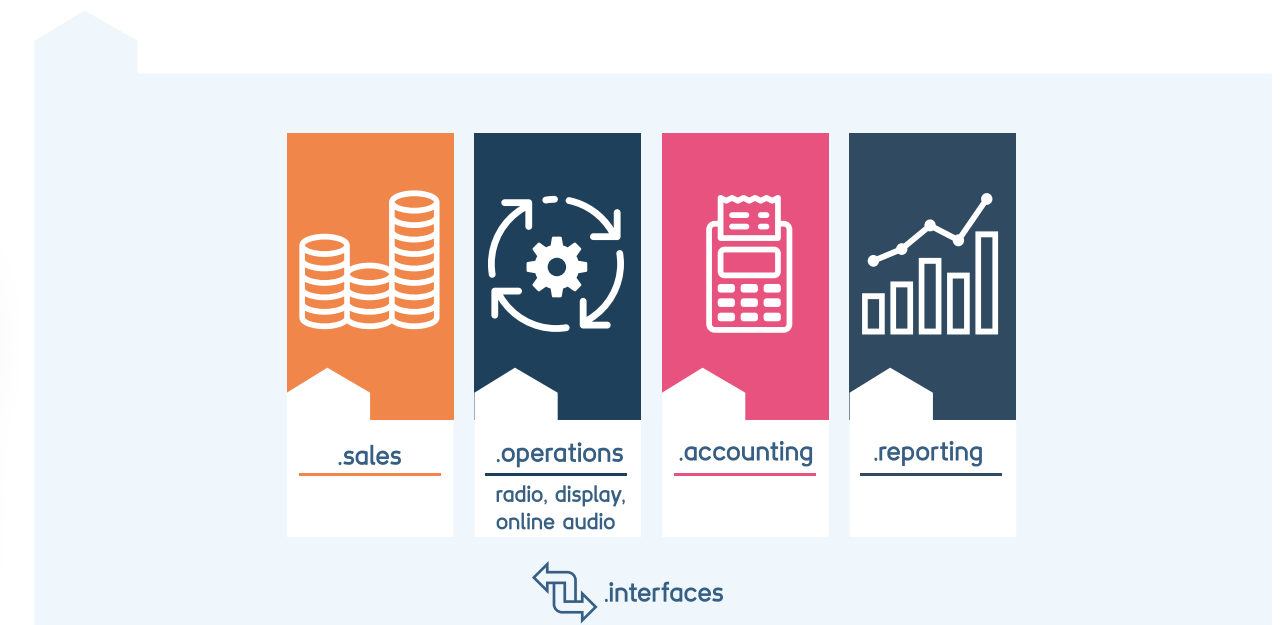 .sales
.operations
radio, display,
online audio
.accounting
.reporting
.interfaces